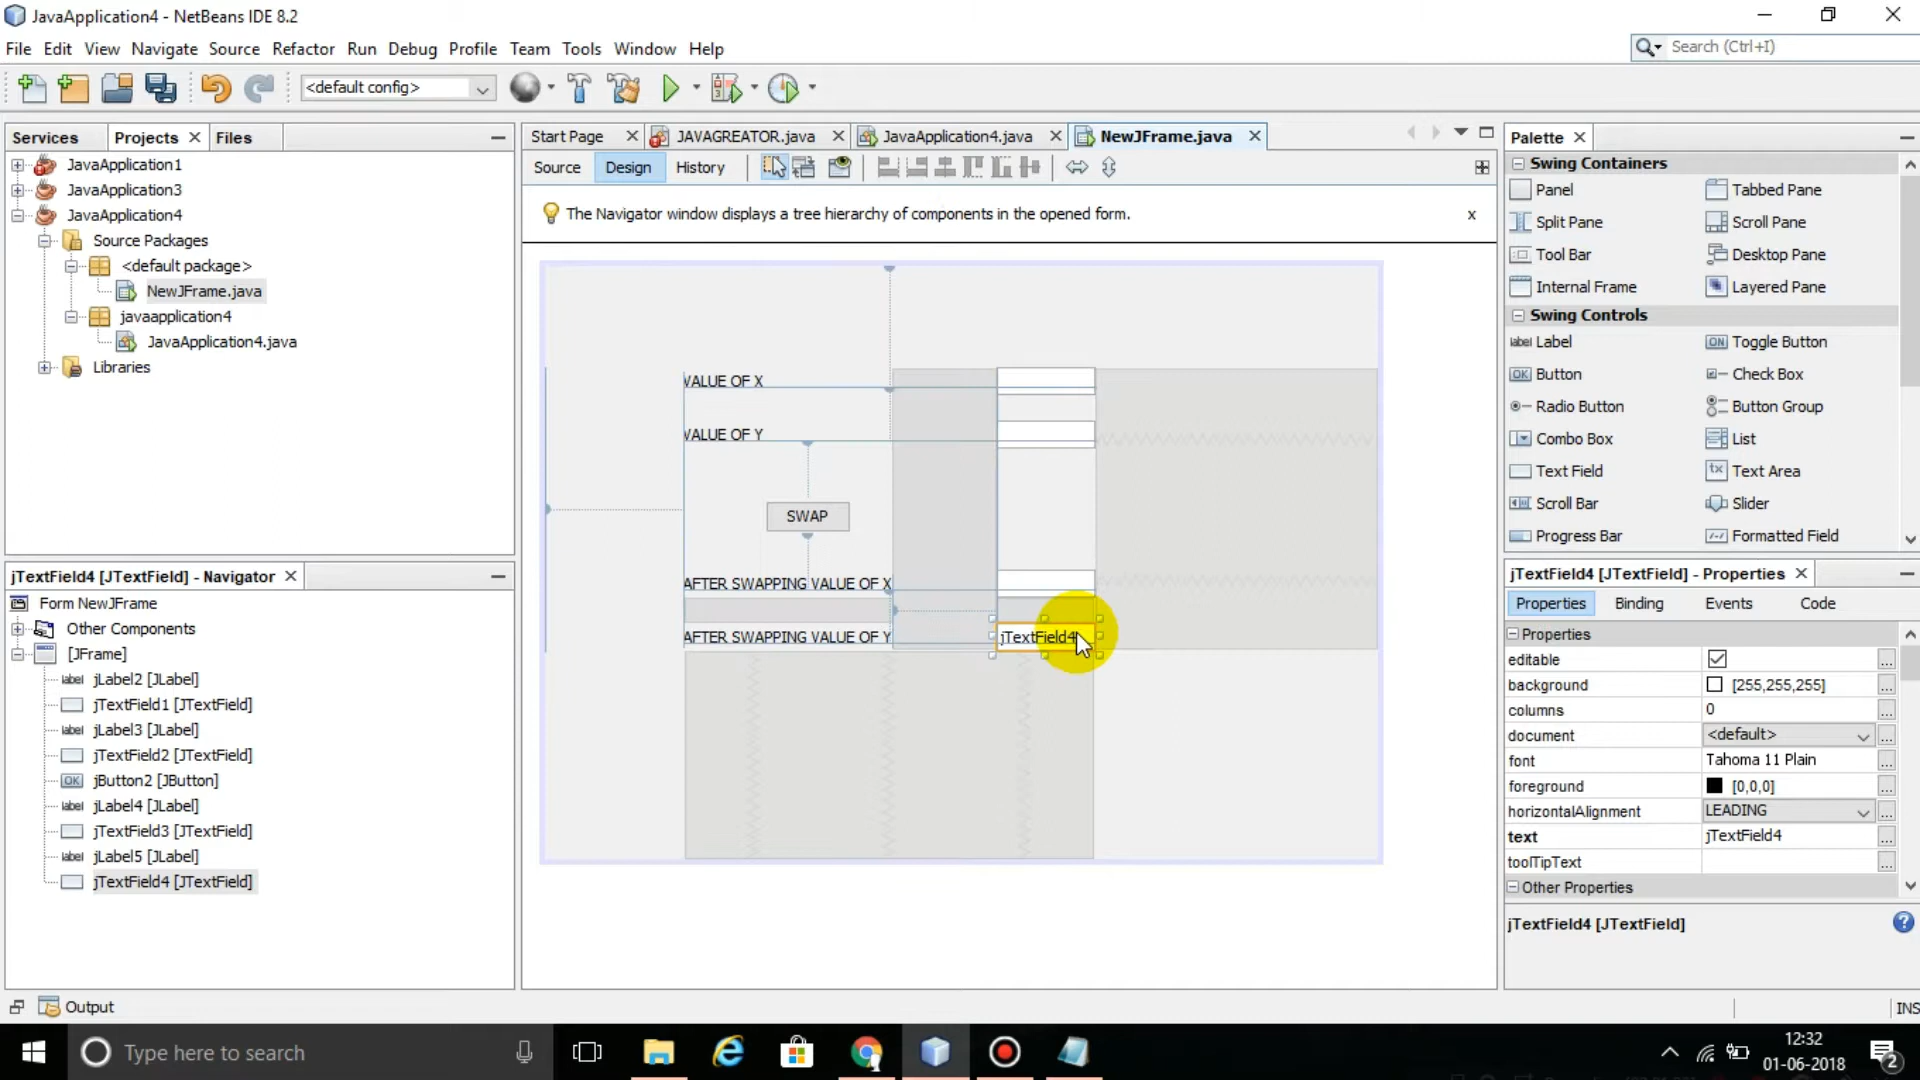 JavaApplication4 - NetBeans IDE 8.2
File Edit View Navigate Source Refactor Run Debug Profile Team Tools Window Help
Search (Ctrl+I)
<default config>
Services Projects Files
JavaApplication1
JavaApplication3
JavaApplication4
Source Packages
<default package>
NewJFrame.java
javaapplication4
JavaApplication4.java
Libraries
Start Page JAVAGREATOR.java JavaApplication4.java NewJFrame.java
Source Design History
The Navigator window displays a tree hierarchy of components in the opened form. x
VALUE OF X
VALUE OF Y
SWAP
AFTER SWAPPING VALUE OF X
AFTER SWAPPING VALUE OF Y jTextField4
Palette
Swing Containers
Panel Tabbed Pane
Split Pane Scroll Pane
Tool Bar Desktop Pane
Internal Frame Layered Pane
Swing Controls
label Label ON Toggle Button
OK Button Check Box
Radio Button Button Group
Combo Box List
Text Field tx Text Area
Scroll Bar Slider
Progress Bar Formatted Field
jTextField4 [JTextField] - Navigator
Form NewJFrame
Other Components
[JFrame]
label jLabel2 [JLabel]
jTextField1 [JTextField]
label jLabel3 [JLabel]
jTextField2 [JTextField]
OK jButton2 [JButton]
label jLabel4 [JLabel]
jTextField3 [JTextField]
label jLabel5 [JLabel]
jTextField4 [JTextField]
jTextField4 [JTextField] - Properties
Properties Binding Events Code
Properties
editable ...
background [255,255,255] ...
columns 0 ...
document <default> ...
font Tahoma 11 Plain ...
foreground [0,0,0] ...
horizontalAlignment LEADING ...
text jTextField4 ...
toolTipText ...
Other Properties
jTextField4 [JTextField] ?
Output
INS
Type here to search
12:32
01-06-2018
2